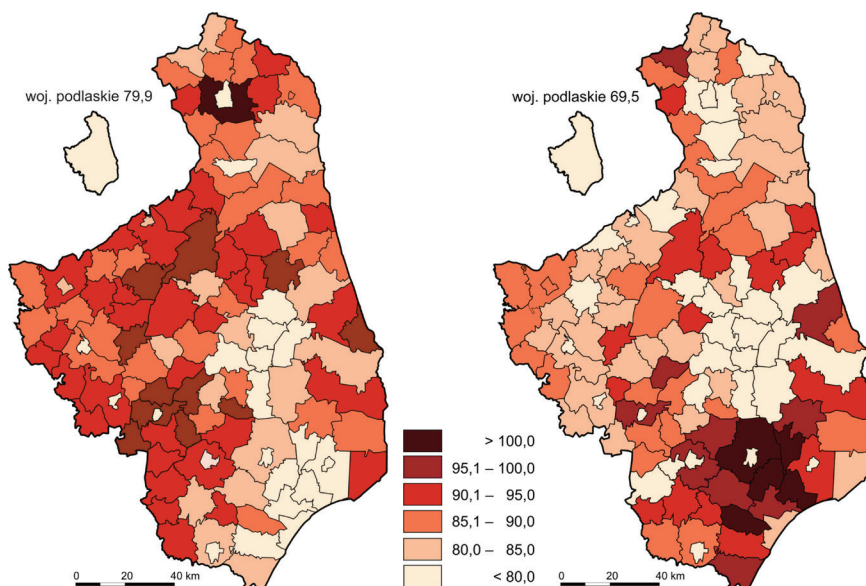 woj. podlaskie 79,9
woj. podlaskie 69,5
> 100,0
95,1 – 100,0
90,1 – 95,0
85,1 – 90,0
80,0 – 85,0
< 80,0
0 20 40 km
0 20 40 km